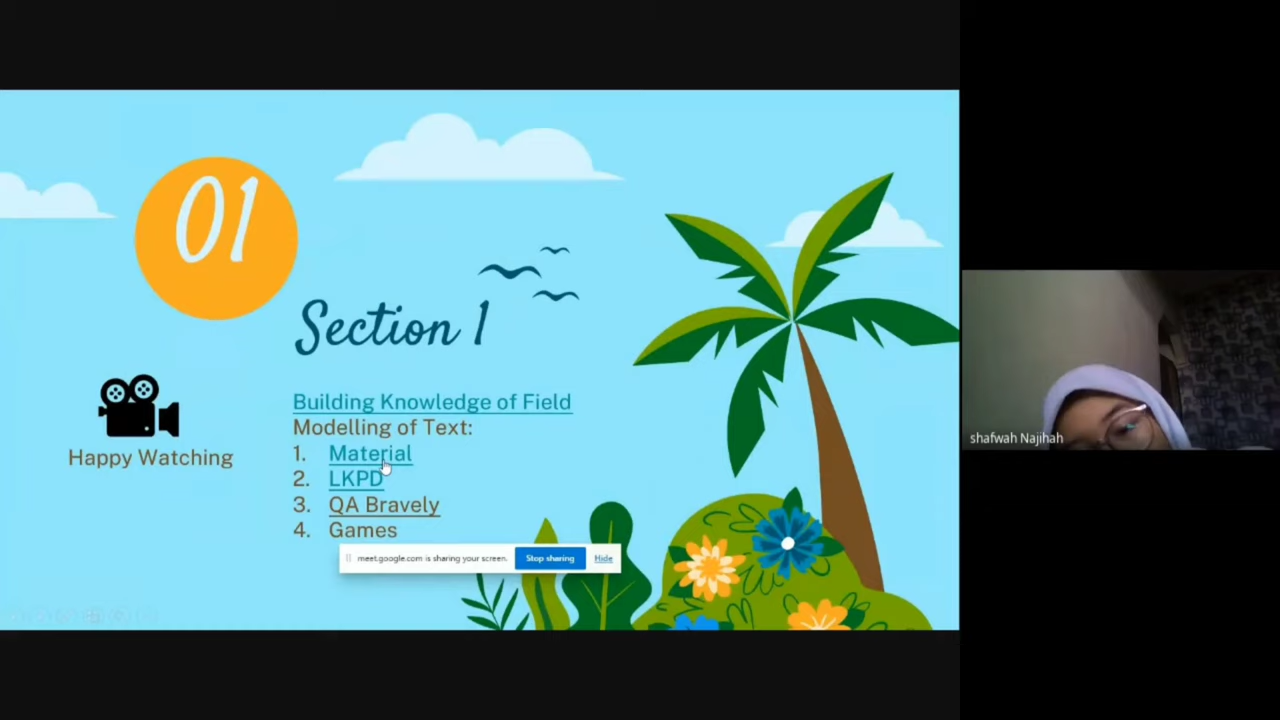 01
Section 1
Building Knowledge of Field
Modelling of Text:
1. Material
2. LKPD
3. QA Bravely
4. Games
Happy Watching
meet.google.com is sharing your screen.
Stop sharing
Hide
shafwah Najihah